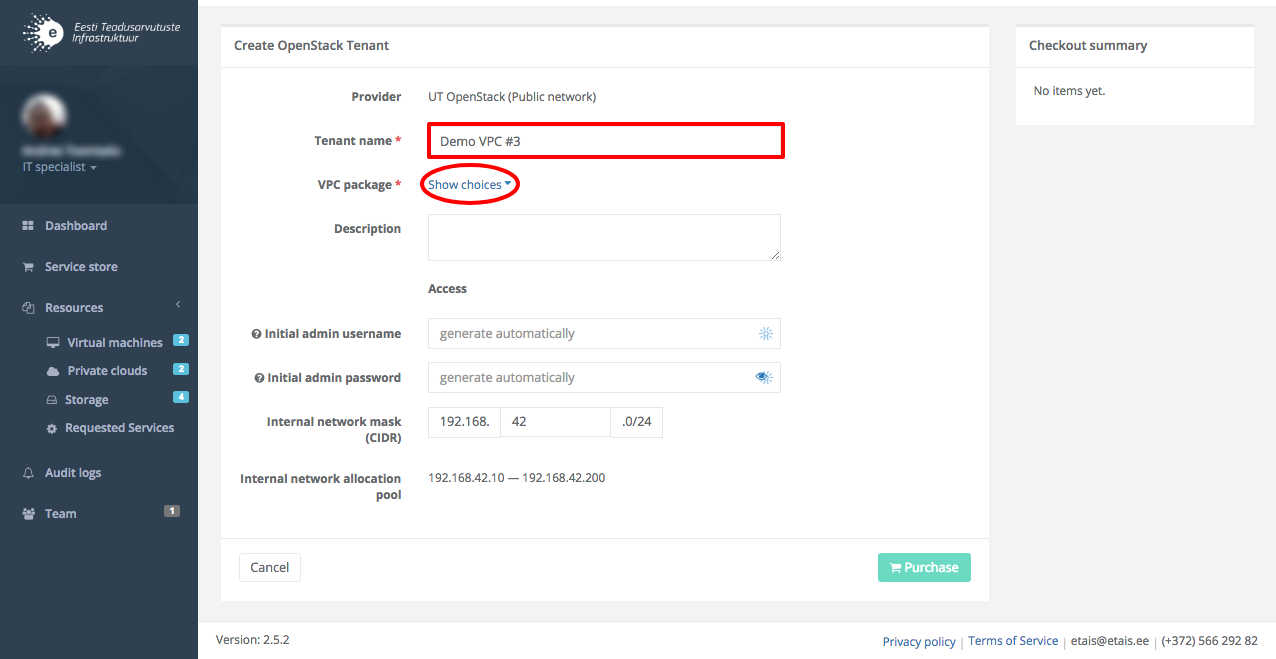 Eesti Teadusarvutuste
Infrastruktuur
IT specialist
Dashboard
Service store
Resources
Virtual machines 2
Private clouds 2
Storage 4
Requested Services
Audit logs
Team 1
Create OpenStack Tenant
Provider UT OpenStack (Public network)
Tenant name * Demo VPC #3
VPC package * Show choices
Description
Access
Initial admin username generate automatically
Initial admin password generate automatically
Internal network mask
(CIDR) 192.168. 42 .0/24
Internal network allocation
pool 192.168.42.10 — 192.168.42.200
Cancel Purchase
Checkout summary
No items yet.
Version: 2.5.2
Privacy policy | Terms of Service | etais@etais.ee | (+372) 566 292 82